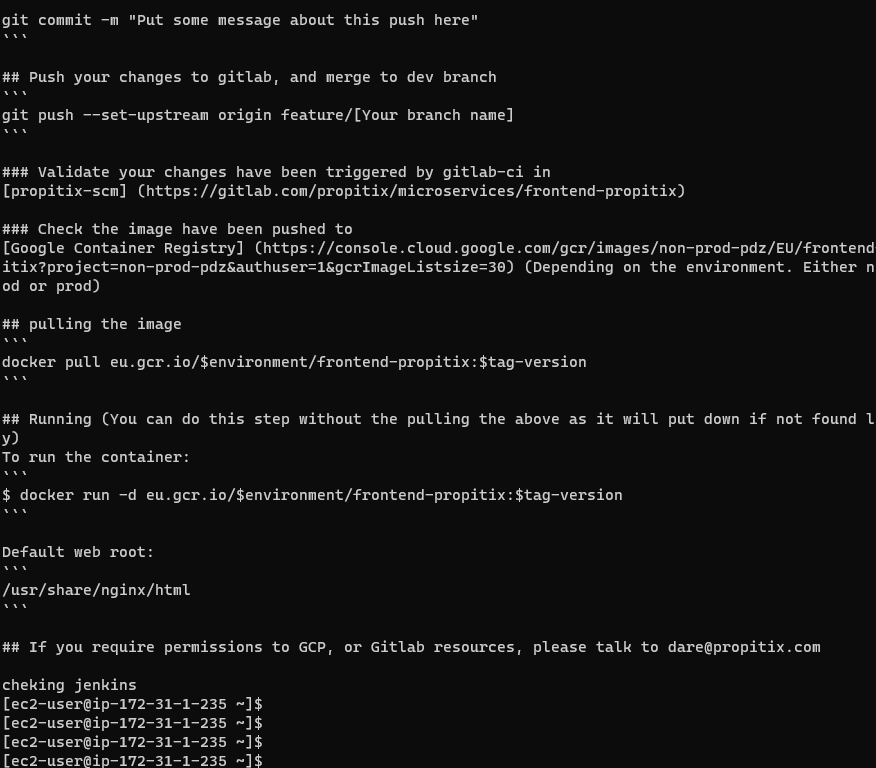 git commit -m "Put some message about this push here"
```
## Push your changes to gitlab, and merge to dev branch
```
git push --set-upstream origin feature/[Your branch name]
```
### Validate your changes have been triggered by gitlab-ci in
[propitix-scm] (https://gitlab.com/propitix/microservices/frontend-propitix)
### Check the image have been pushed to
[Google Container Registry] (https://console.cloud.google.com/gcr/images/non-prod-pdz/EU/frontend-
itix?project=non-prod-pdz&authuser=1&gcrImageListsize=30) (Depending on the environment. Either n
od or prod)
## pulling the image
```
docker pull eu.gcr.io/$environment/frontend-propitix:$tag-version
```
## Running (You can do this step without the pulling the above as it will put down if not found l
y)
To run the container:
```
$ docker run -d eu.gcr.io/$environment/frontend-propitix:$tag-version
```
Default web root:
```
/usr/share/nginx/html
```
## If you require permissions to GCP, or Gitlab resources, please talk to dare@propitix.com
cheking jenkins
[ec2-user@ip-172-31-1-235 ~]$
[ec2-user@ip-172-31-1-235 ~]$
[ec2-user@ip-172-31-1-235 ~]$
[ec2-user@ip-172-31-1-235 ~]$